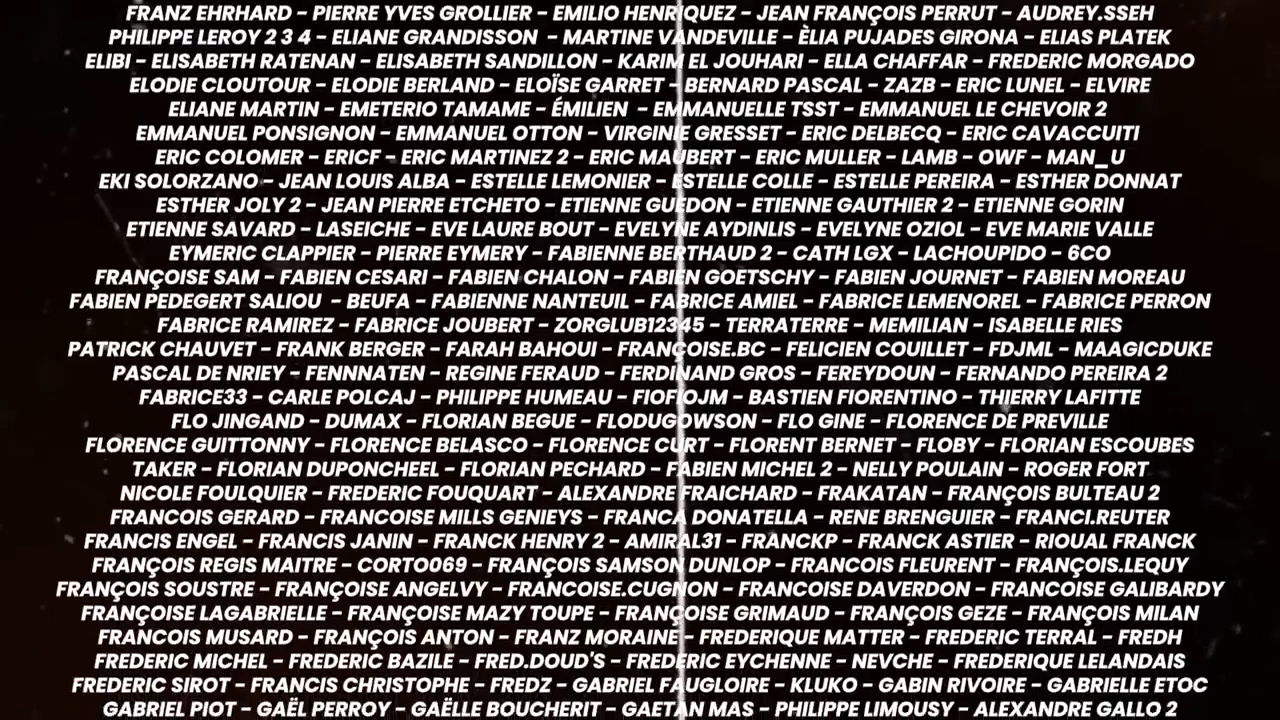 FRANZ EHRHARD - PIERRE YVES GROLLIER - EMILIO HENRIQUEZ - JEAN FRANÇOIS PERRUT - AUDREY.SSEH
PHILIPPE LEROY 2 3 4 - ELIANE GRANDISSON - MARTINE VANDEVILLE - ÈLIA PUJADES GIRONA - ELIAS PLATEK
ELIBI - ELISABETH RATENAN - ELISABETH SANDILLON - KARIM EL JOUHARI - ELLA CHAFFAR - FREDERIC MORGADO
ELODIE CLOUTOUR - ELODIE BERLAND - ELOÏSE GARRET - BERNARD PASCAL - ZAZB - ERIC LUNEL - ELVIRE
ELIANE MARTIN - EMETERIO TAMAME - ÉMILIEN - EMMANUELLE TSST - EMMANUEL LE CHEVOIR 2
EMMANUEL PONSIGNON - EMMANUEL OTTON - VIRGINIE GRESSET - ERIC DELBECQ - ERIC CAVACCUITI
ERIC COLOMER - ERICF - ERIC MARTINEZ 2 - ERIC MAUBERT - ERIC MULLER - LAMB - OWF - MAN_U
EKI SOLORZANO - JEAN LOUIS ALBA - ESTELLE LEMONIER - ESTELLE COLLE - ESTELLE PEREIRA - ESTHER DONNAT
ESTHER JOLY 2 - JEAN PIERRE ETCHETO - ETIENNE GUEDON - ETIENNE GAUTHIER 2 - ETIENNE GORIN
ETIENNE SAVARD - LASEICHE - EVE LAURE BOUT - EVELYNE AYDINLIS - EVELYNE OZIOL - EVE MARIE VALLE
EYMERIC CLAPPIER - PIERRE EYMERY - FABIENNE BERTHAUD 2 - CATH LGX - LACHOUPIDO - 6CO
FRANÇOISE SAM - FABIEN CESARI - FABIEN CHALON - FABIEN GOETSCHY - FABIEN JOURNET - FABIEN MOREAU
FABIEN PEDEGERT SALIOU - BEUFA - FABIENNE NANTEUIL - FABRICE AMIEL - FABRICE LEMENOREL - FABRICE PERRON
FABRICE RAMIREZ - FABRICE JOUBERT - ZORGLUB12345 - TERRATERRE - MEMILIAN - ISABELLE RIES
PATRICK CHAUVET - FRANK BERGER - FARAH BAHOUI - FRANÇOISE.BC - FELICIEN COUILLET - FDJML - MAAGICDUKE
PASCAL DE NRIEY - FENNNATEN - REGINE FERAUD - FERDINAND GROS - FEREYDOUN - FERNANDO PEREIRA 2
FABRICE33 - CARLE POLCAJ - PHILIPPE HUMEAU - FIOFIOJM - BASTIEN FIORENTINO - THIERRY LAFITTE
FLO JINGAND - DUMAX - FLORIAN BEGUE - FLODUGOWSON - FLO GINE - FLORENCE DE PREVILLE
FLORENCE GUITTONNY - FLORENCE BELASCO - FLORENCE CURT - FLORENT BERNET - FLOBY - FLORIAN ESCOUBES
TAKER - FLORIAN DUPONCHEEL - FLORIAN PECHARD - FABIEN MICHEL 2 - NELLY POULAIN - ROGER FORT
NICOLE FOULQUIER - FREDERIC FOUQUART - ALEXANDRE FRAICHARD - FRAKATAN - FRANÇOIS BULTEAU 2
FRANCOIS GERARD - FRANCOISE MILLS GENIEYS - FRANCA DONATELLA - RENE BRENGUIER - FRANCI.REUTER
FRANCIS ENGEL - FRANCIS JANIN - FRANCK HENRY 2 - AMIRAL31 - FRANCKP - FRANCK ASTIER - RIOUAL FRANCK
FRANÇOIS REGIS MAITRE - CORTO069 - FRANÇOIS SAMSON DUNLOP - FRANCOIS FLEURENT - FRANÇOIS.LEQUY
FRANÇOIS SOUSTRE - FRANÇOISE ANGELVY - FRANCOISE.CUGNON - FRANCOISE DAVERDON - FRANCOISE GALIBARDY
FRANÇOISE LAGABRIELLE - FRANÇOISE MAZY TOUPE - FRANÇOISE GRIMAUD - FRANÇOIS GEZE - FRANÇOIS MILAN
FRANCOIS MUSARD - FRANÇOIS ANTON - FRANZ MORAINE - FREDERIQUE MATTER - FREDERIC TERRAL - FREDH
FREDERIC MICHEL - FREDERIC BAZILE - FRED.DOUD'S - FREDERIC EYCHENNE - NEVCHE - FREDERIQUE LELANDAIS
FREDERIC SIROT - FRANCIS CHRISTOPHE - FREDZ - GABRIEL FAUGLOIRE - KLUKO - GABIN RIVOIRE - GABRIELLE ETOC
GABRIEL PIOT - GAËL PERROY - GAËLLE BOUCHERIT - GAETAN MAS - PHILIPPE LIMOUSY - ALEXANDRE GALLO 2